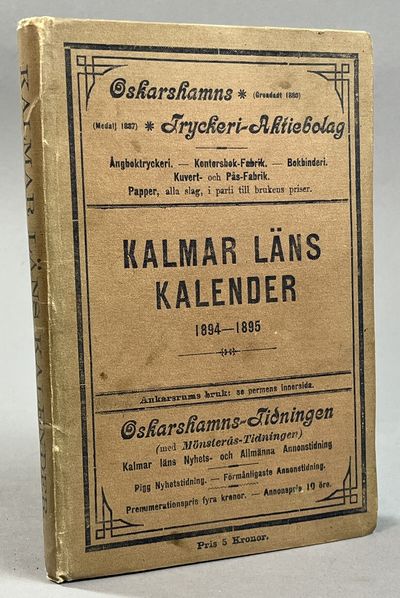 Oskarshamns * (Grundadt 1880)
(Medalj 1887) * Tryckeri-Aktiebolag
Ångboktryckeri. — Kontorsbok-Fabrik. — Bokbinderi.
Kuvert- och Pås-Fabrik.
Papper, alla slag, i parti till brukens priser.
KALMAR LÄNS
KALENDER
1894—1895
Ankarsrums bruk: se permens innersida.
Oskarshamns-Tidningen
(med Mönsterås-Tidningen)
Kalmar läns Nyhets- och Allmänna Annonstidning
Pigg Nyhetstidning. — Förmånligaste Annonstidning.
Prenumerationspris fyra kronor. — Annonspris 10 öre.
Pris 5 Kronor.
KALMAR LÄNS KALENDER